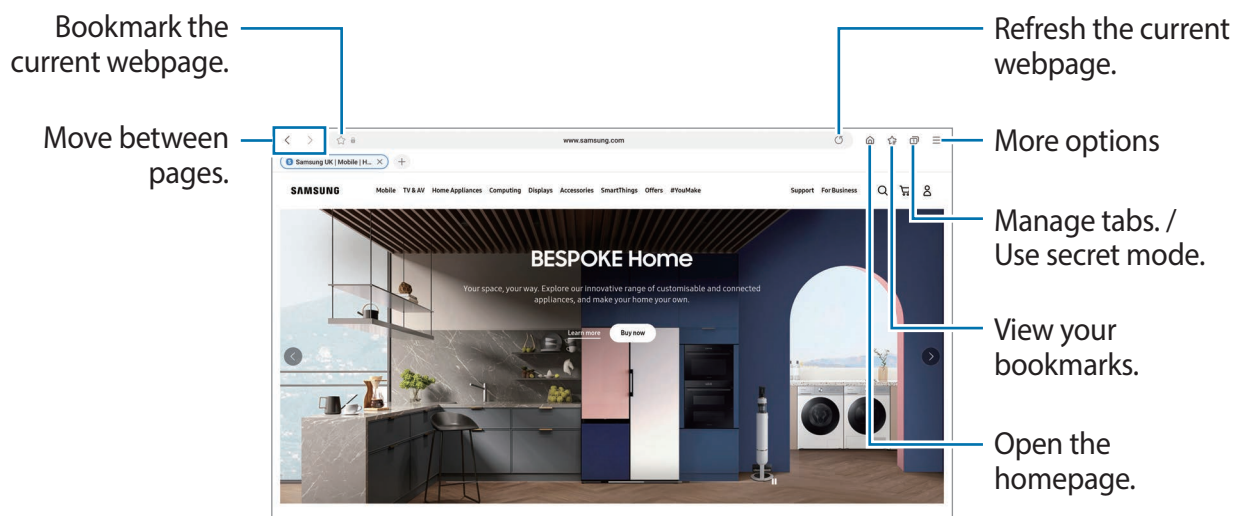 Bookmark the
current webpage.
Refresh the current
webpage.
Move between
pages.
www.samsung.com
More options
Samsung UK | Mobile | H...
SAMSUNG Mobile TV & AV Home Appliances Computing Displays Accessories SmartThings Offers #YouMake Support For Business
Manage tabs. /
Use secret mode.
BESPOKE Home
Your space, your way. Explore our innovative range of customisable and connected
appliances, and make your home your own.
Learn more Buy now
View your
bookmarks.
Open the
homepage.